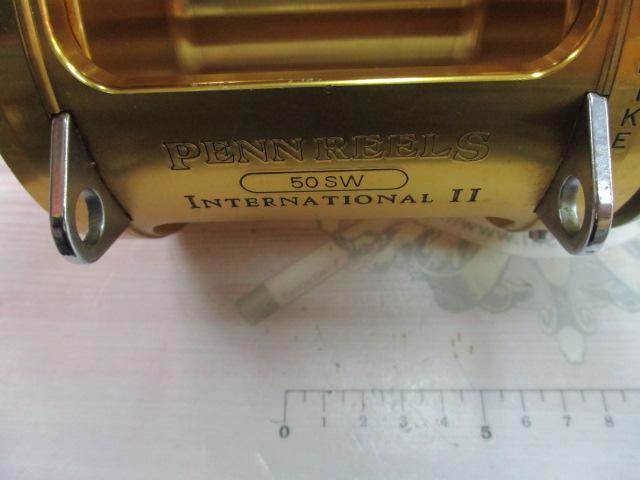 PENN REELS
50 SW
INTERNATIONAL II
K
E
0 1 2 3 4 5 6 7 8